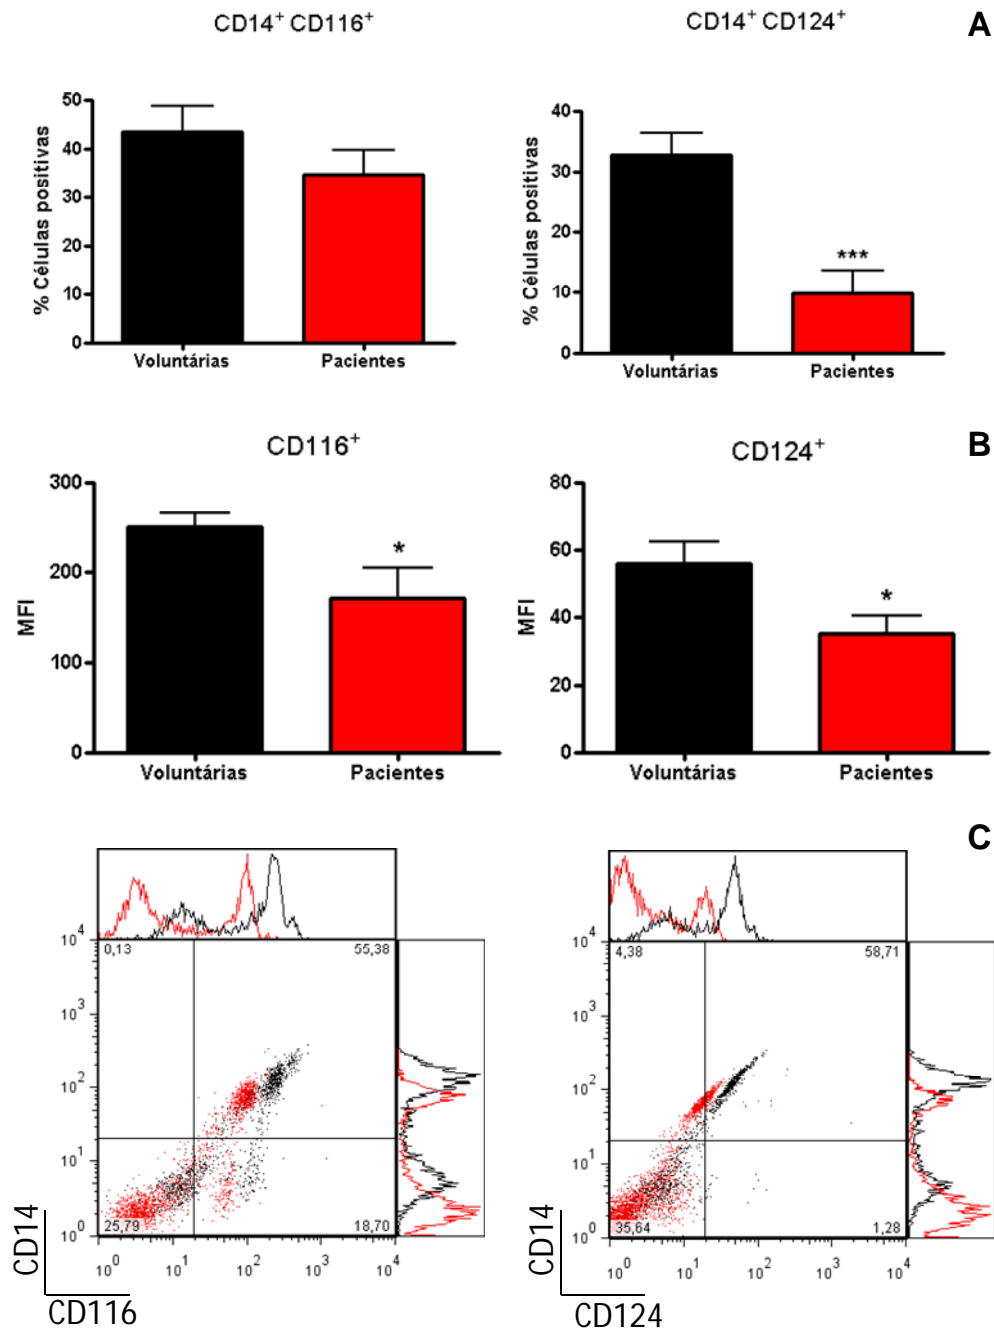 CD14⁺ CD116⁺
CD14⁺ CD124⁺
A
% Células positivas
50
40
30
20
10
0
Voluntárias
Pacientes
% Células positivas
40
30
20
10
0
***
Voluntárias
Pacientes
CD116⁺
CD124⁺
B
MFI
300
200
100
0
*
Voluntárias
Pacientes
MFI
80
60
40
20
0
*
Voluntárias
Pacientes
C
0,13
55,38
25,79
18,70
10⁴
10³
10²
10¹
10⁰
10⁰
10¹
10²
10³
10⁴
CD14
CD116
4,38
58,71
35,64
1,28
10⁴
10³
10²
10¹
10⁰
10⁰
10¹
10²
10³
10⁴
CD14
CD124